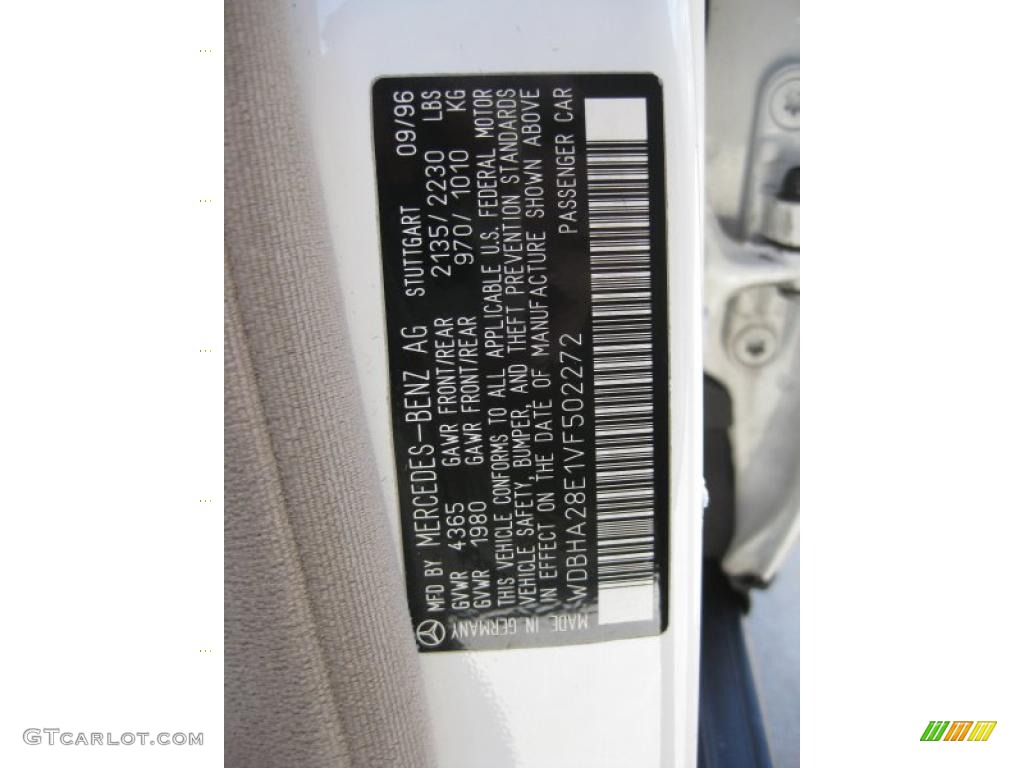 MFD BY MERCEDES-BENZ AG STUTTGART 09/96
GVWR 4365 GAWR FRONT/REAR 2135/2230 LBS
GVWR 1980 GAWR FRONT/REAR 970/1010 KG
THIS VEHICLE CONFORMS TO ALL APPLICABLE U.S. FEDERAL MOTOR
VEHICLE SAFETY, BUMPER, AND THEFT PREVENTION STANDARDS
IN EFFECT ON THE DATE OF MANUFACTURE SHOWN ABOVE
WDBHA28E1VF502272 PASSENGER CAR
MADE IN GERMANY
GTCARLOT.COM